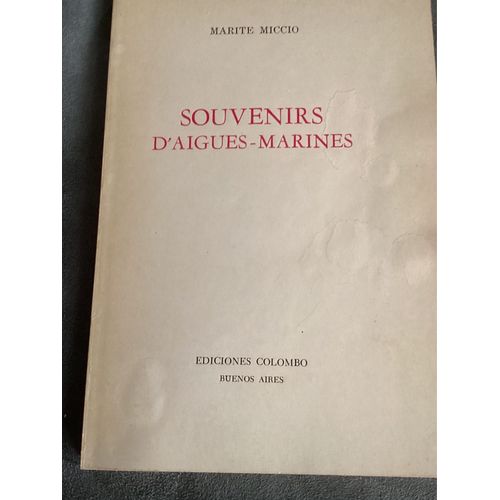 MARITE MICCIO
SOUVENIRS
D'AIGUES-MARINES
EDICIONES COLOMBO
BUENOS AIRES